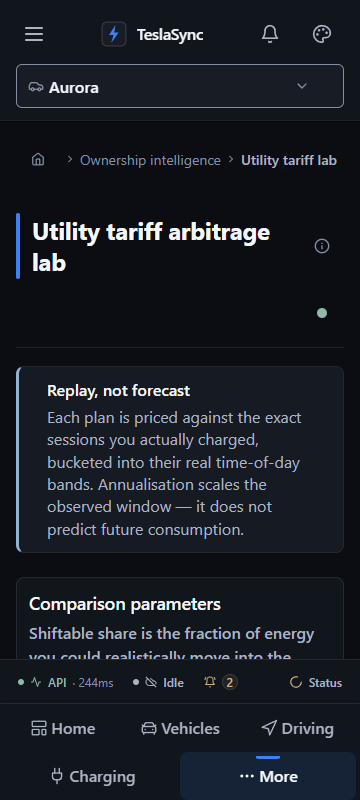 TeslaSync
Aurora
Ownership intelligence
Utility tariff lab
Utility tariff arbitrage
lab
Replay, not forecast
Each plan is priced against the exact
sessions you actually charged,
bucketed into their real time-of-day
bands. Annualisation scales the
observed window — it does not
predict future consumption.
Comparison parameters
Shiftable share is the fraction of energy
you could realistically move into the
API · 244ms
Idle
2
Status
Home
Vehicles
Driving
Charging
More